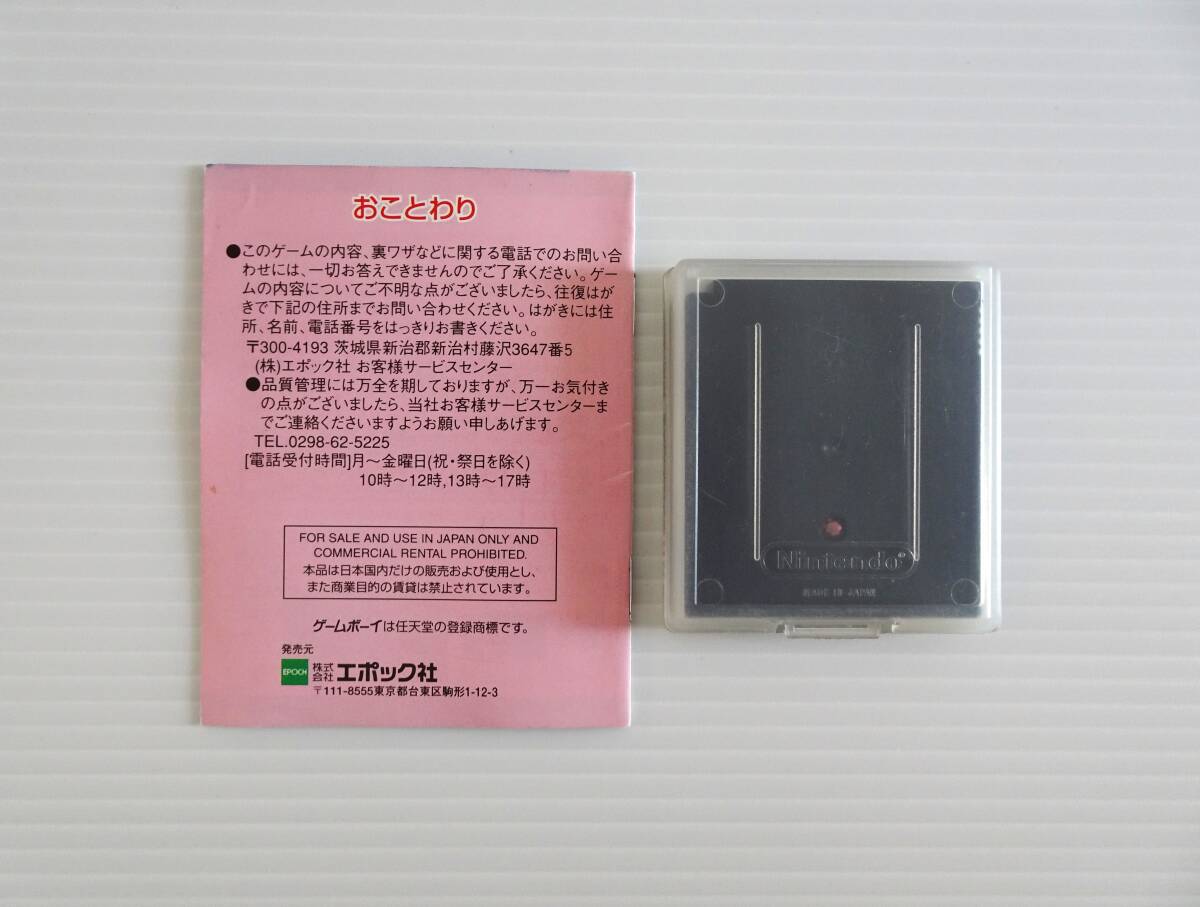 おことわり
●このゲームの内容、裏ワザなどに関する電話でのお問い合
わせには、一切お答えできませんのでご了承ください。ゲー
ムの内容についてご不明な点がございましたら、往復はが
きで下記の住所までお問い合わせください。はがきには住
所、名前、電話番号をはっきりお書きください。
〒300-4193 茨城県新治郡新治村藤沢3647番5
(株)エポック社 お客様サービスセンター
●品質管理には万全を期しておりますが、万一お気付き
の点がございましたら、当社お客様サービスセンターま
でご連絡くださいますようお願い申しあげます。
TEL.0298-62-5225
[電話受付時間]月～金曜日(祝・祭日を除く)
10時～12時,13時～17時
FOR SALE AND USE IN JAPAN ONLY AND
COMMERCIAL RENTAL PROHIBITED.
本品は日本国内だけの販売および使用とし、
また商業目的の賃貸は禁止されています。
ゲームボーイは任天堂の登録商標です。
発売元
EPOCH 株式会社 エポック社
〒111-8555東京都台東区駒形1-12-3
Nintendo®
MADE IN JAPAN